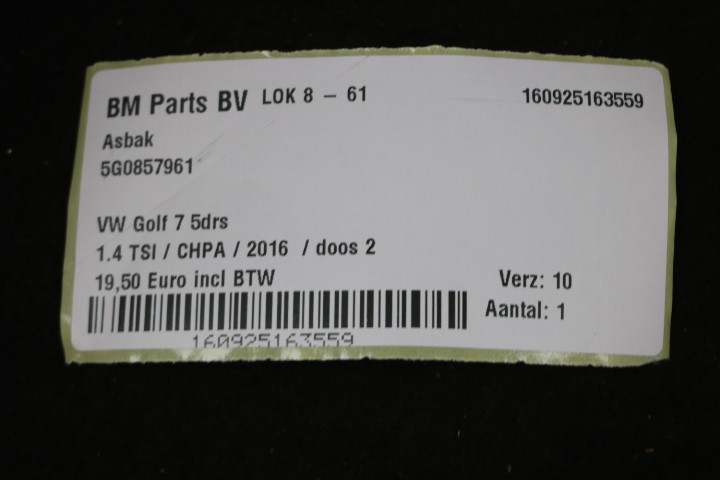 BM Parts BV LOK 8 – 61 160925163559
Asbak
5G0857961
VW Golf 7 5drs
1.4 TSI / CHPA / 2016 / doos 2
19,50 Euro incl BTW Verz: 10
Aantal: 1
160925163559